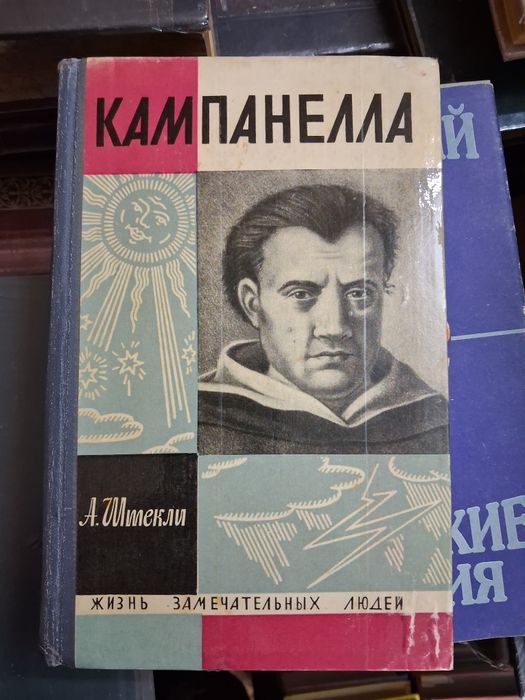 КАМПАНЕЛЛА
А. Штекли
ЖИЗНЬ ЗАМЕЧАТЕЛЬНЫХ ЛЮДЕЙ